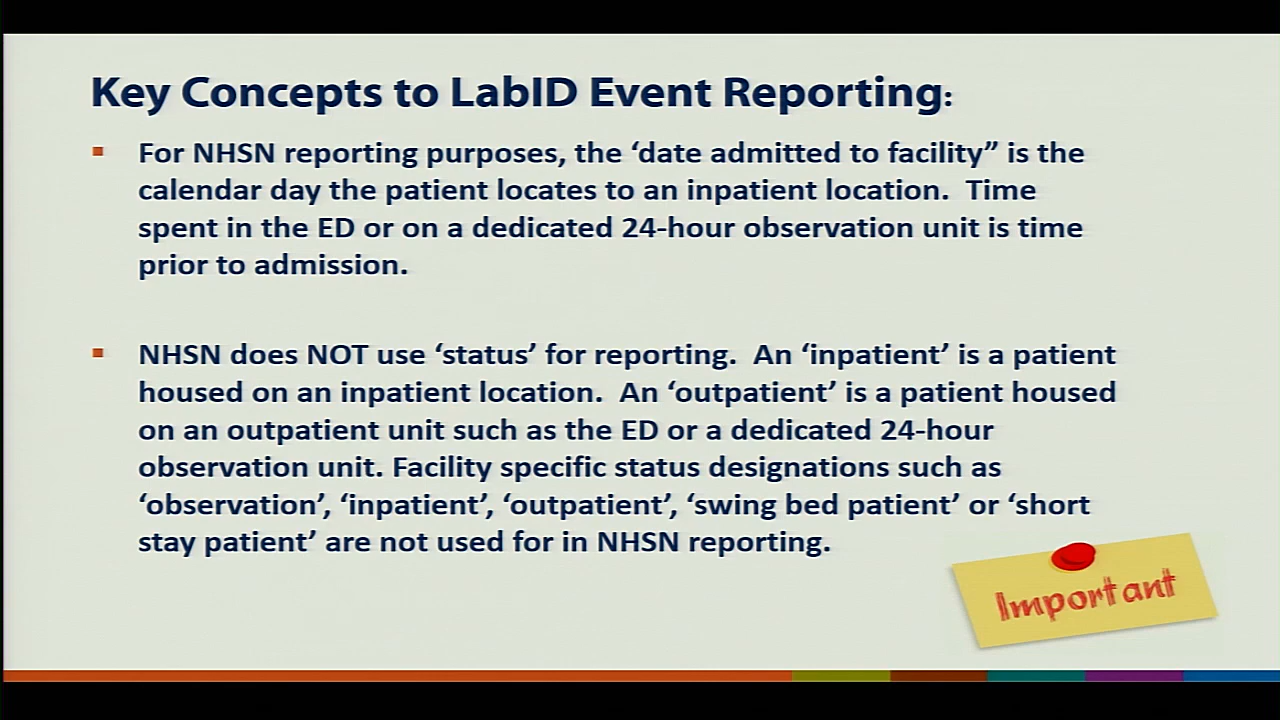 Key Concepts to LabID Event Reporting:
▪ For NHSN reporting purposes, the ‘date admitted to facility” is the
calendar day the patient locates to an inpatient location.  Time
spent in the ED or on a dedicated 24-hour observation unit is time
prior to admission.
▪ NHSN does NOT use ‘status’ for reporting.  An ‘inpatient’ is a patient
housed on an inpatient location.  An ‘outpatient’ is a patient housed
on an outpatient unit such as the ED or a dedicated 24-hour
observation unit. Facility specific status designations such as
‘observation’, ‘inpatient’, ‘outpatient’, ‘swing bed patient’ or ‘short
stay patient’ are not used for in NHSN reporting.
Important